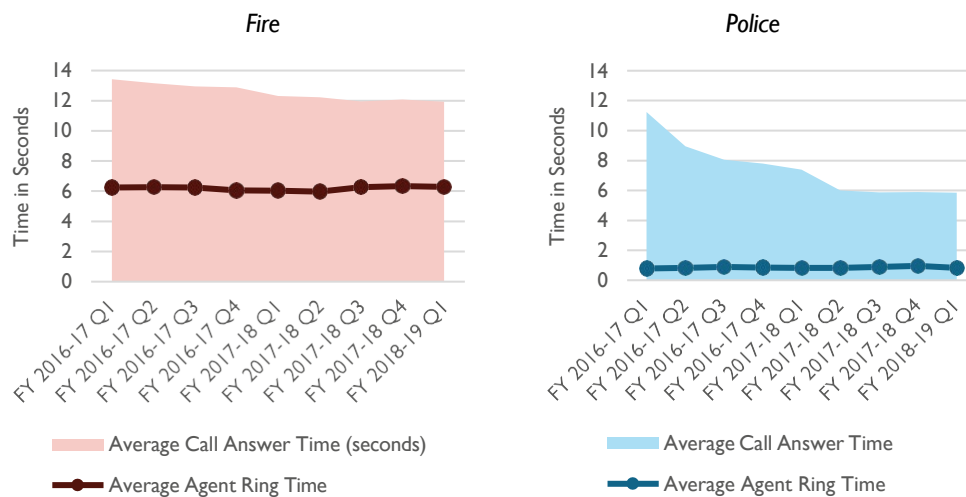 Fire
Time in Seconds
14
12
10
8
6
4
2
0
FY 2016-17 Q1
FY 2016-17 Q2
FY 2016-17 Q3
FY 2016-17 Q4
FY 2017-18 Q1
FY 2017-18 Q2
FY 2017-18 Q3
FY 2017-18 Q4
FY 2018-19 Q1
Average Call Answer Time (seconds)
Average Agent Ring Time
Police
Time in Seconds
14
12
10
8
6
4
2
0
FY 2016-17 Q1
FY 2016-17 Q2
FY 2016-17 Q3
FY 2016-17 Q4
FY 2017-18 Q1
FY 2017-18 Q2
FY 2017-18 Q3
FY 2017-18 Q4
FY 2018-19 Q1
Average Call Answer Time
Average Agent Ring Time